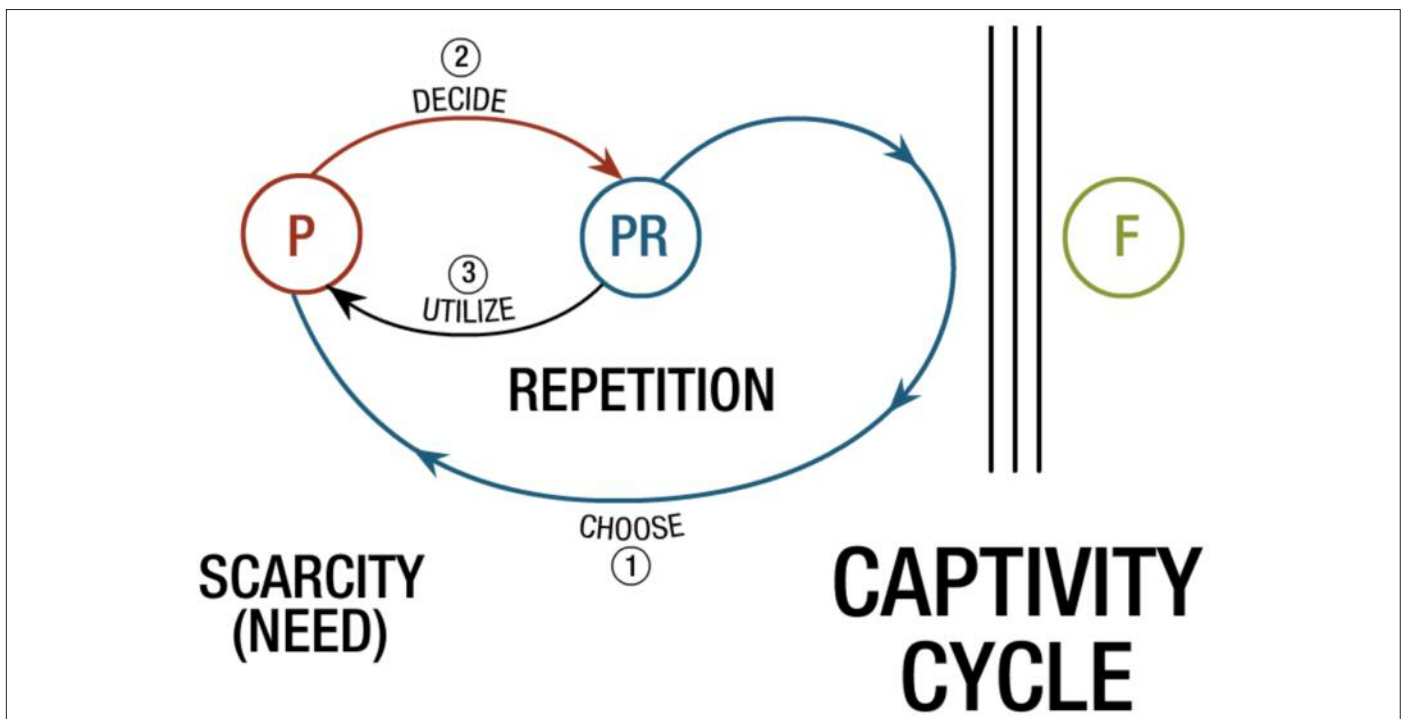 2
DECIDE
P
PR
F
3
UTILIZE
REPETITION
CHOOSE
1
SCARCITY
(NEED)
CAPTIVITY
CYCLE